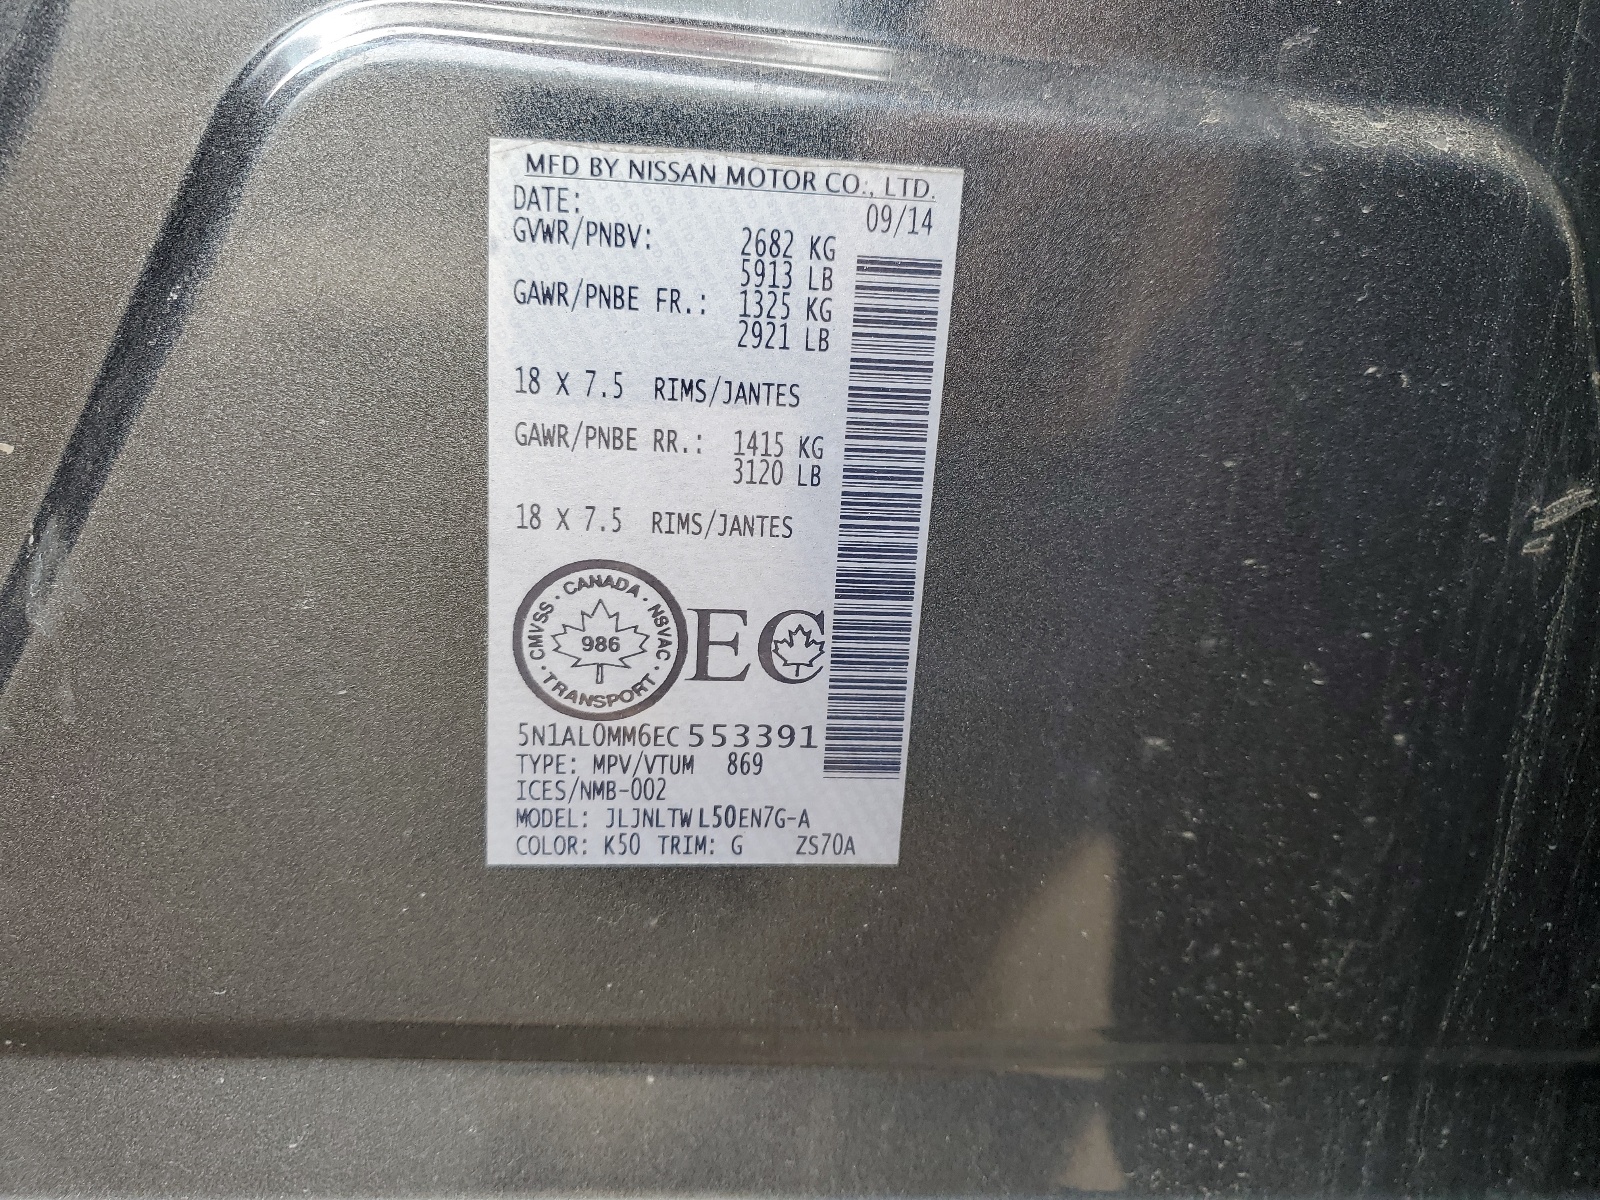 MFD BY NISSAN MOTOR CO., LTD.
DATE: 09/14
GVWR/PNBV: 2682 KG
5913 LB
GAWR/PNBE FR.: 1325 KG
2921 LB
18 X 7.5 RIMS/JANTES
GAWR/PNBE RR.: 1415 KG
3120 LB
18 X 7.5 RIMS/JANTES
CANADA · NSVAC · TRANSPORT · CMVSS ·
986
EC
5N1AL0MM6EC553391
TYPE: MPV/VTUM 869
ICES/NMB-002
MODEL: JLJNLTWL50EN7G-A
COLOR: K50 TRIM: G ZS70A